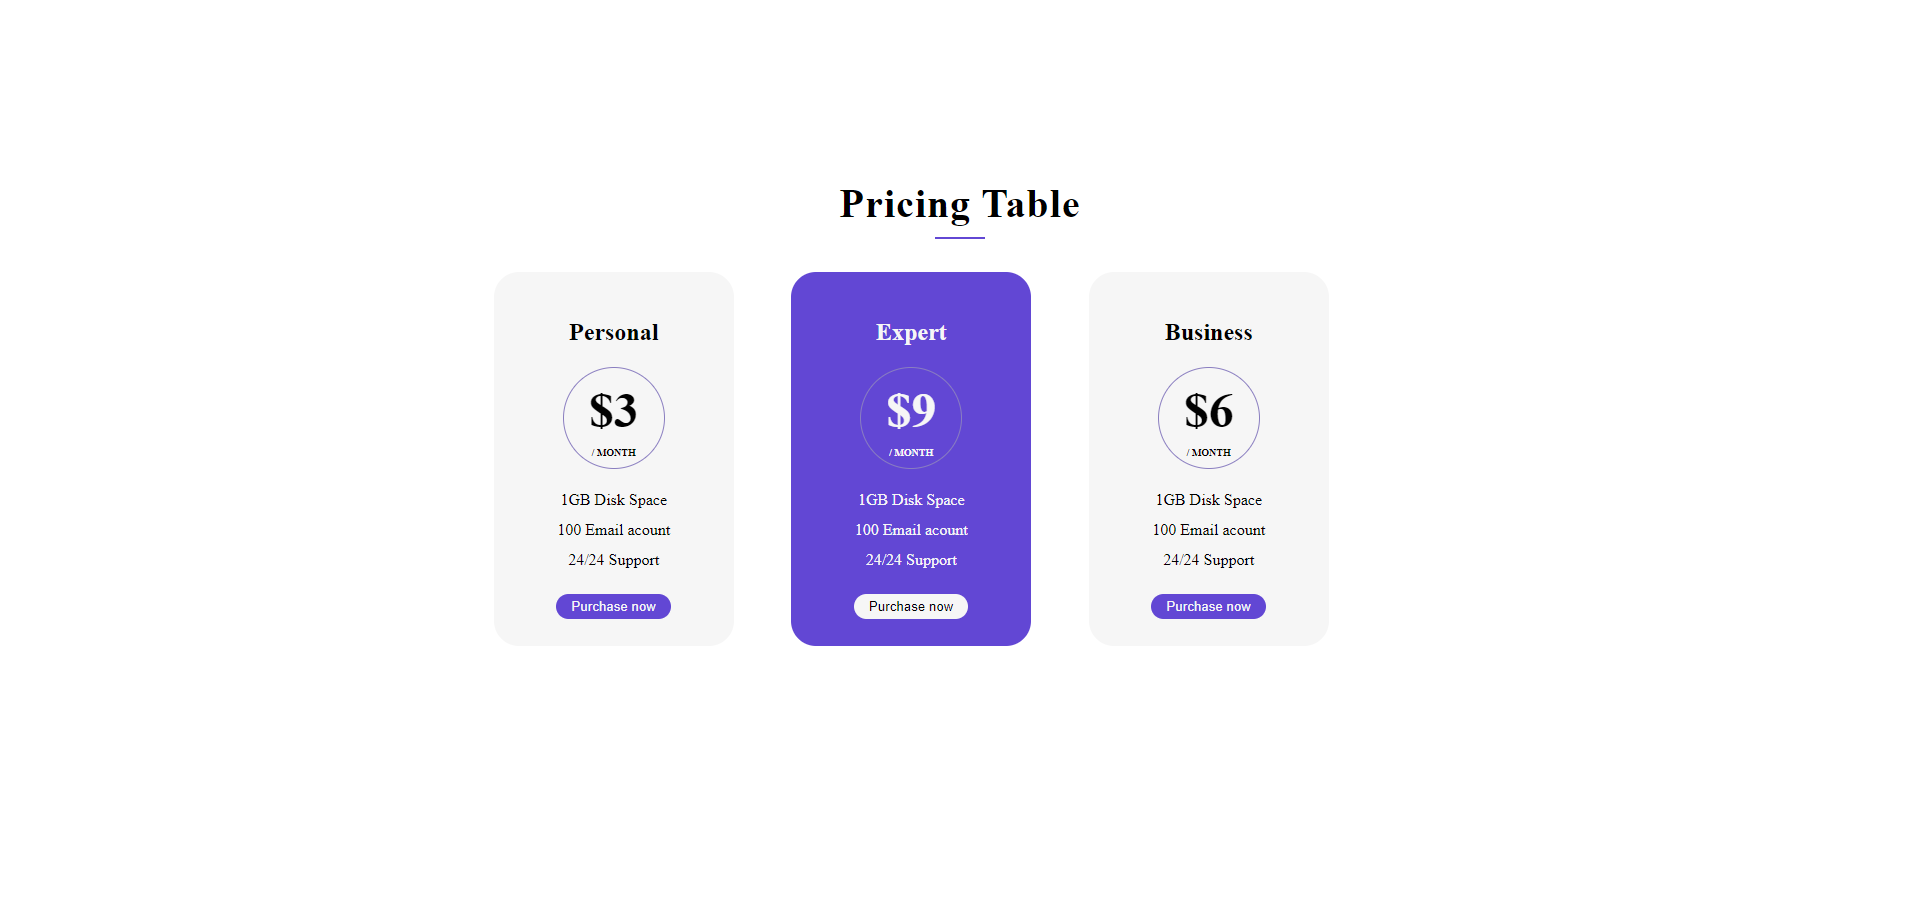 Pricing Table
Personal
$3
/ MONTH
1GB Disk Space
100 Email acount
24/24 Support
Purchase now
Expert
$9
/ MONTH
1GB Disk Space
100 Email acount
24/24 Support
Purchase now
Business
$6
/ MONTH
1GB Disk Space
100 Email acount
24/24 Support
Purchase now